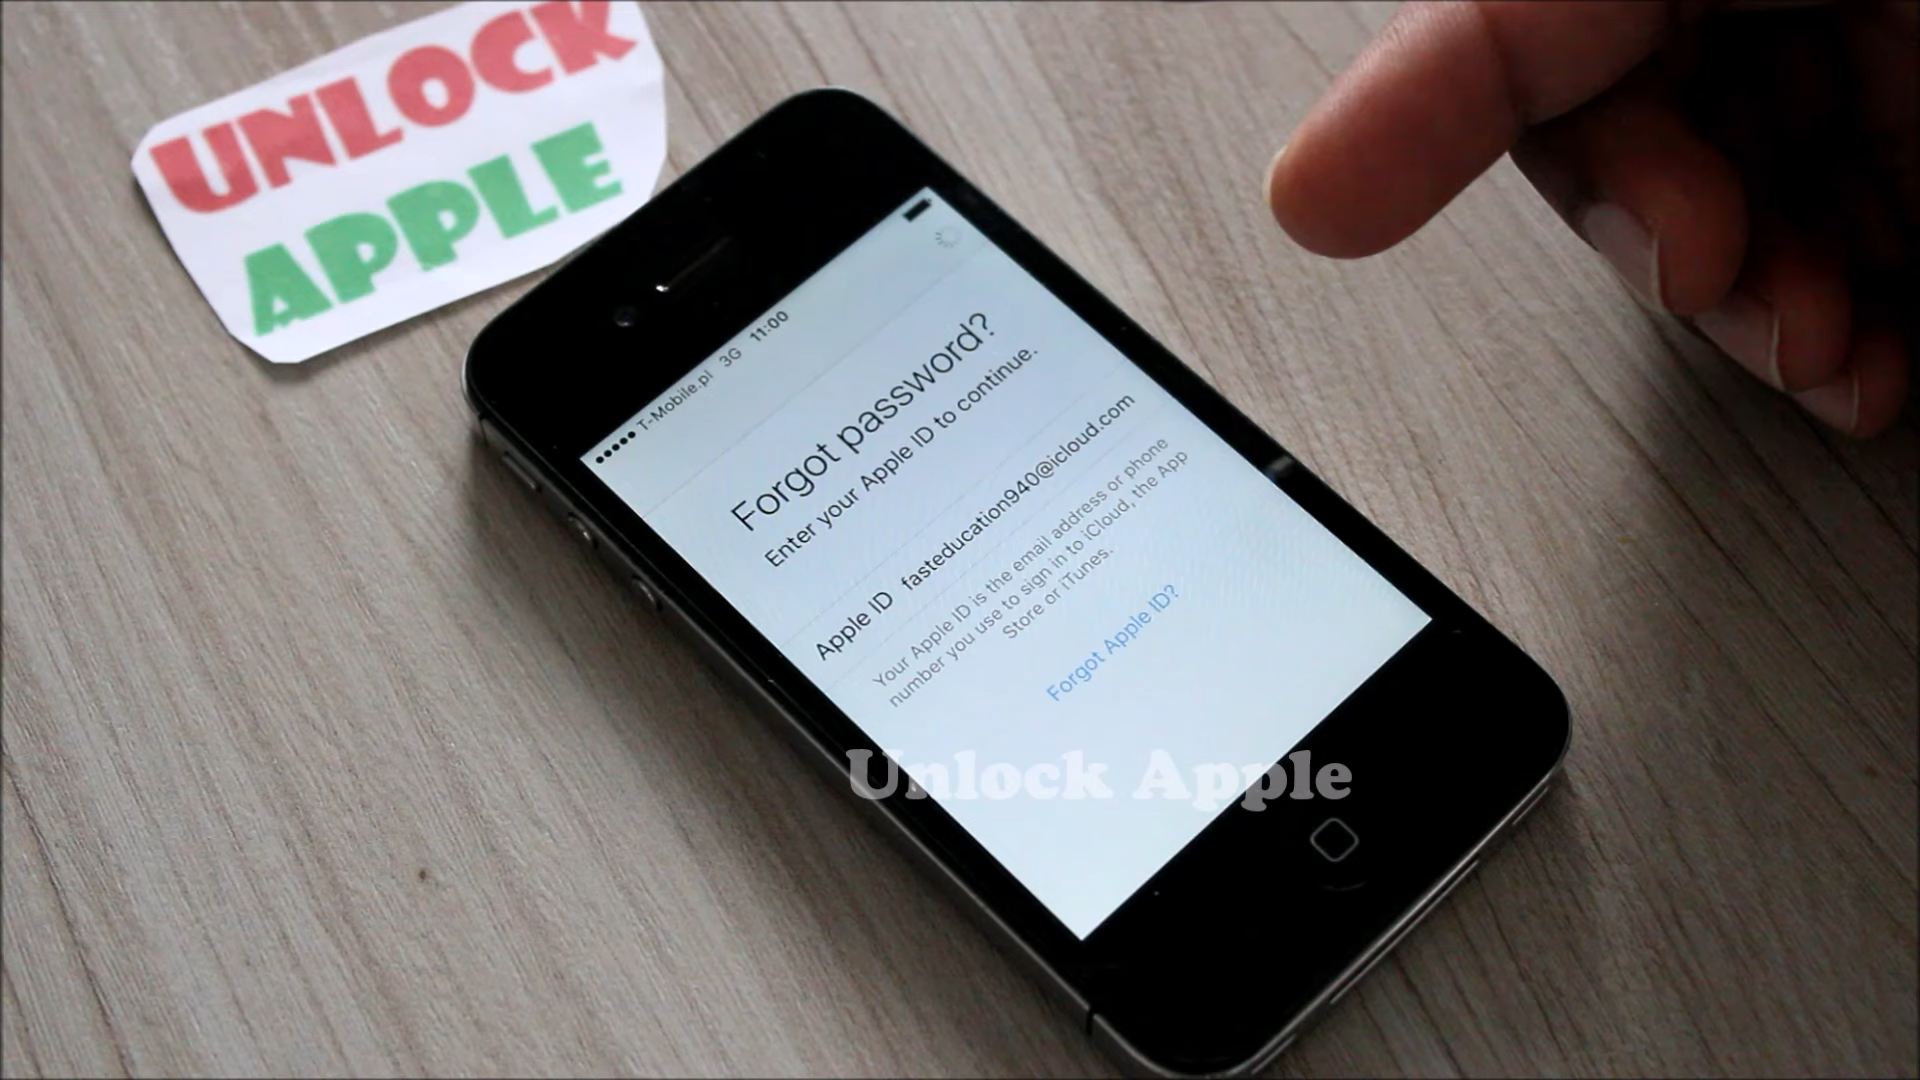 UNLOCK
APPLE
●●●●● T-Mobile.pl 3G 11:00
Forgot password?
Enter your Apple ID to continue.
Apple ID fasteducation940@icloud.com
Your Apple ID is the email address or phone
number you use to sign in to iCloud, the App
Store or iTunes.
Forgot Apple ID?
Unlock Apple